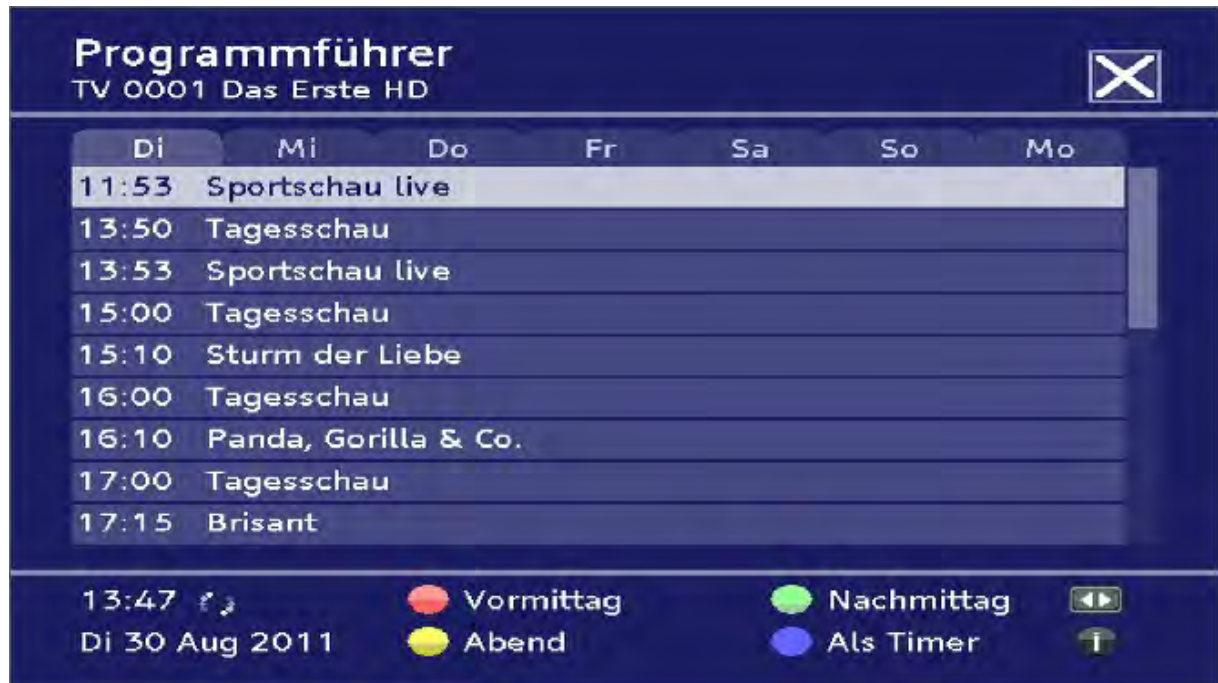 Programmführer
TV 0001 Das Erste HD
Di Mi Do Fr Sa So Mo
11:53 Sportschau live
13:50 Tagesschau
13:53 Sportschau live
15:00 Tagesschau
15:10 Sturm der Liebe
16:00 Tagesschau
16:10 Panda, Gorilla & Co.
17:00 Tagesschau
17:15 Brisant
13:47 Vormittag Nachmittag
Di 30 Aug 2011 Abend Als Timer i